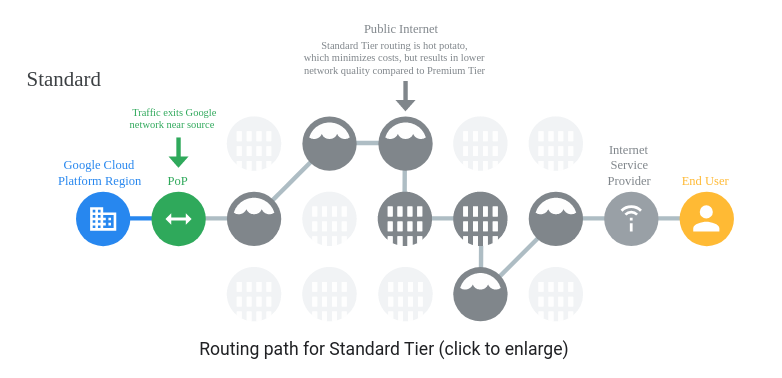 Public Internet
Standard Tier routing is hot potato,
which minimizes costs, but results in lower
network quality compared to Premium Tier
Standard
Traffic exits Google
network near source
Google Cloud
Platform Region
PoP
Internet
Service
Provider
End User
Routing path for Standard Tier (click to enlarge)